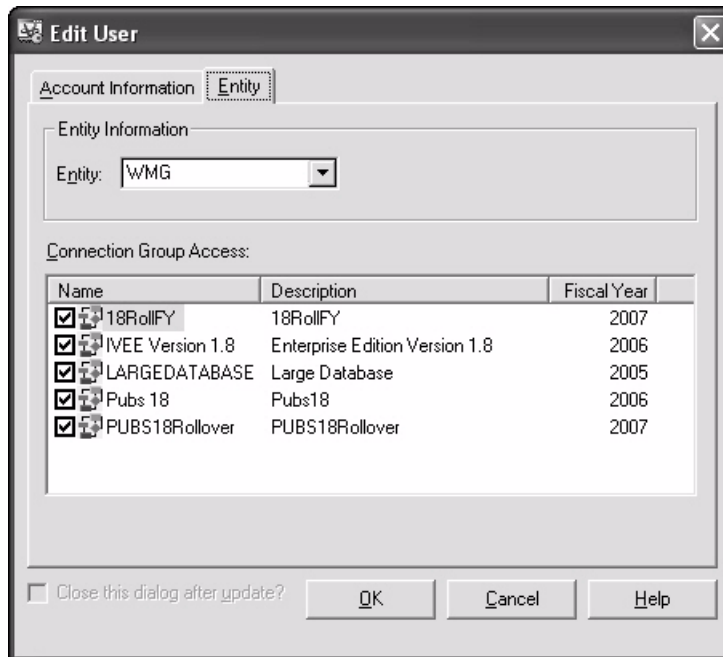 Edit User
Account Information Entity
Entity Information
Entity: WMG
Connection Group Access:
Name Description Fiscal Year
18RollFY 18RollFY 2007
IVEE Version 1.8 Enterprise Edition Version 1.8 2006
LARGEDATABASE Large Database 2005
Pubs 18 Pubs18 2006
PUBS18Rollover PUBS18Rollover 2007
Close this dialog after update? OK Cancel Help